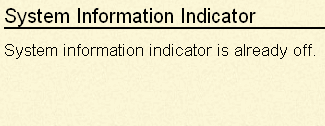 System Information Indicator
System information indicator is already off.